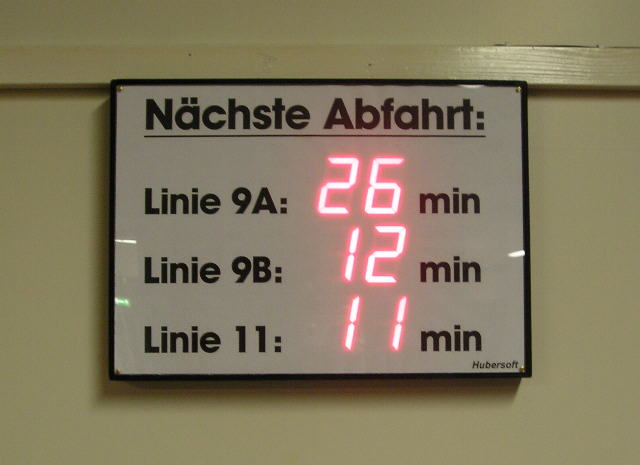 Nächste Abfahrt:
Linie 9A: 26 min
Linie 9B: 12 min
Linie 11: 11 min
Hubersoft